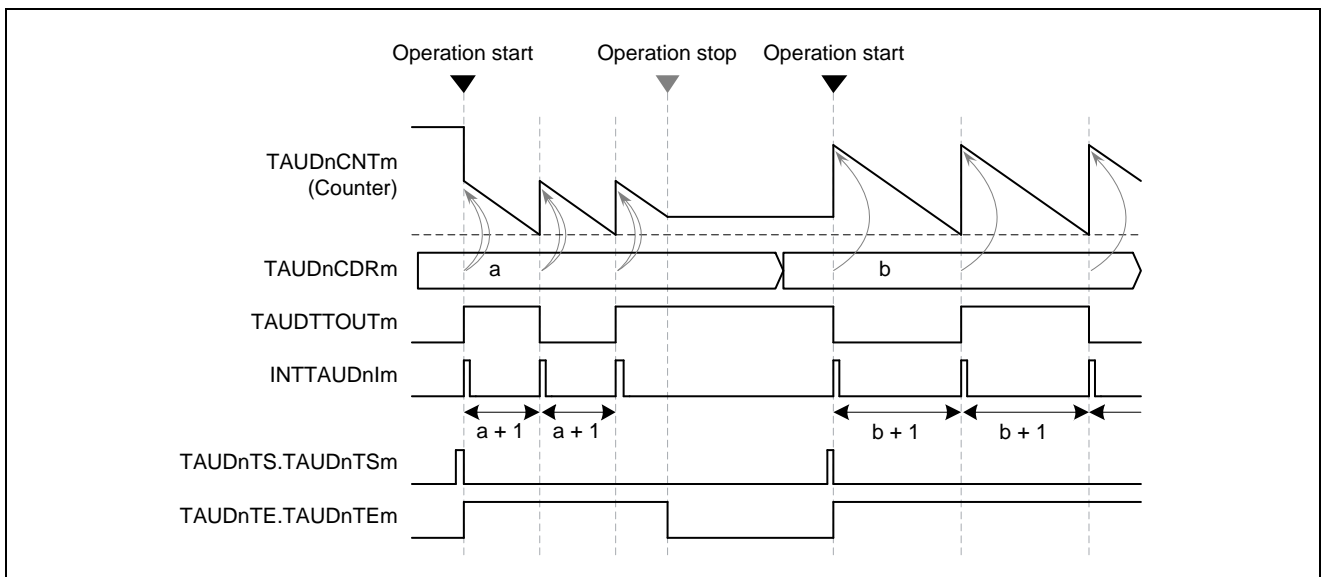 Operation start
Operation stop
Operation start
TAUDnCNTm
(Counter)
TAUDnCDRm
a
b
TAUDTTOUTm
INTTAUDnIm
a + 1
a + 1
b + 1
b + 1
TAUDnTS.TAUDnTSm
TAUDnTE.TAUDnTEm